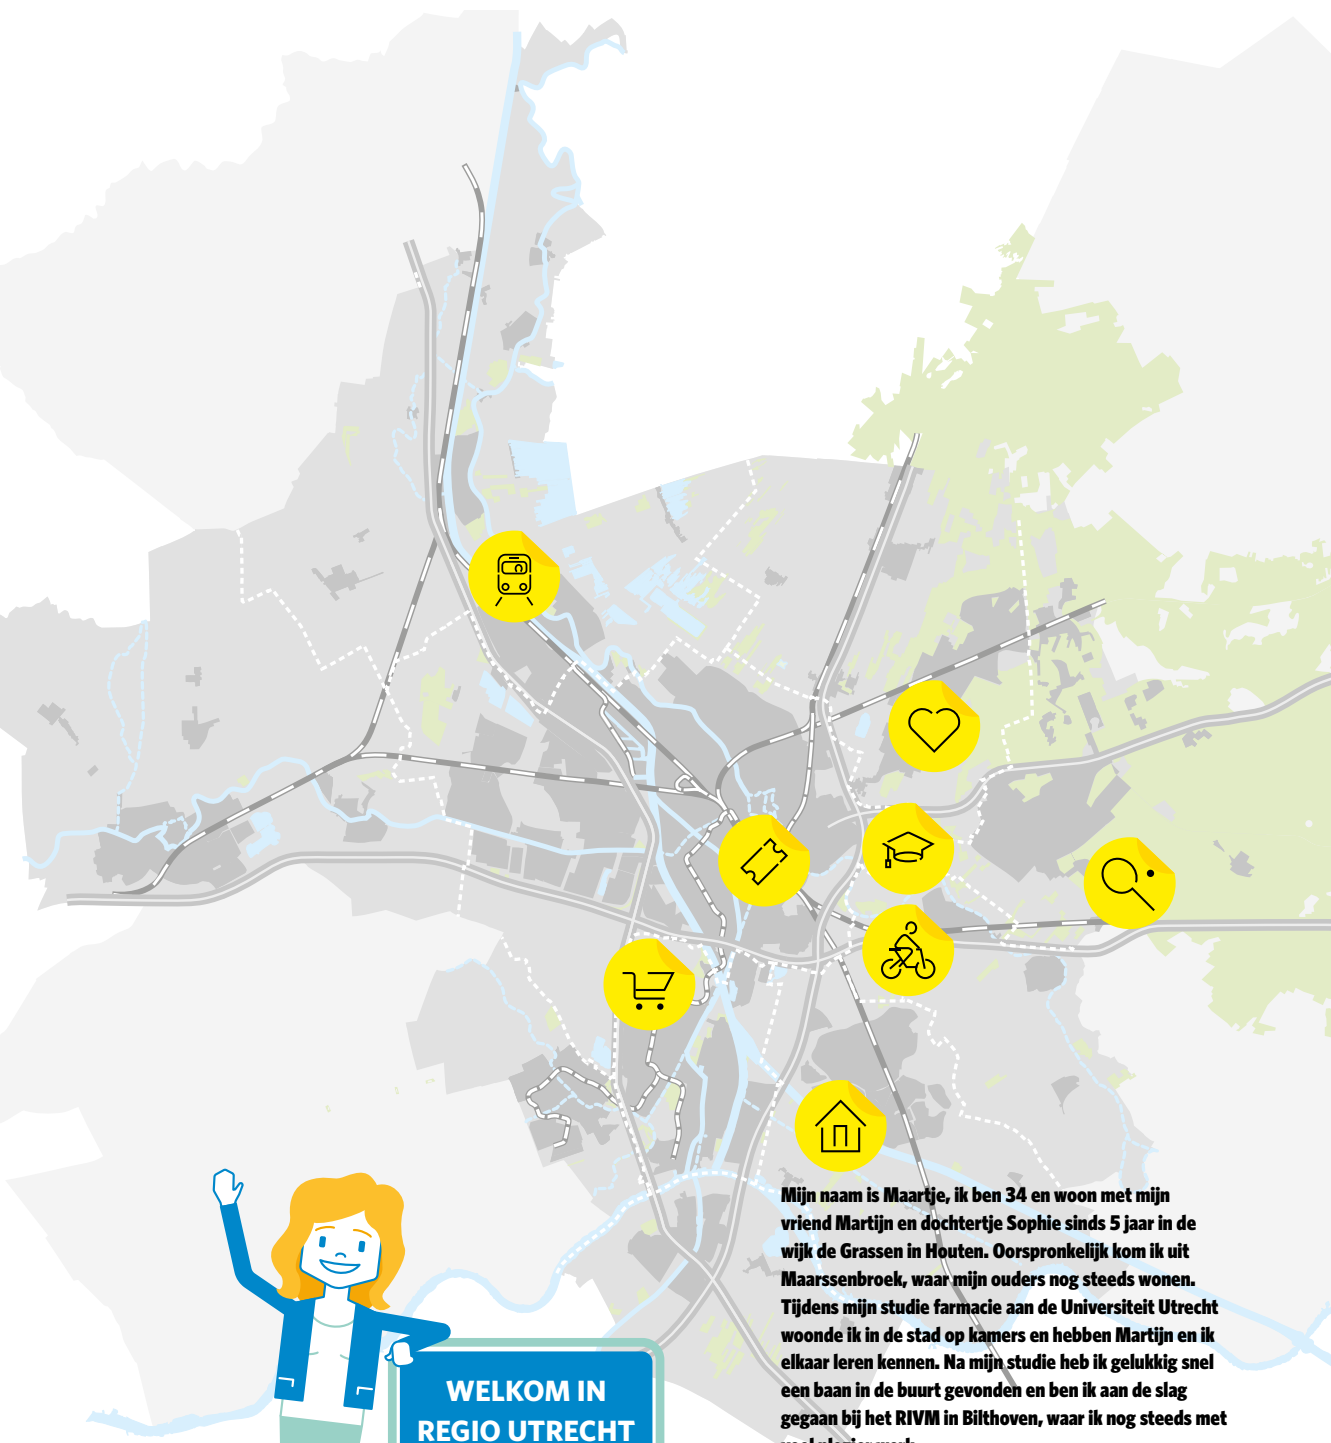 Mijn naam is Maartje, ik ben 34 en woon met mijn
vriend Martijn en dochtertje Sophie sinds 5 jaar in de
wijk de Grassen in Houten. Oorspronkelijk kom ik uit
Maarssenbroek, waar mijn ouders nog steeds wonen.
Tijdens mijn studie farmacie aan de Universiteit Utrecht
woonde ik in de stad op kamers en hebben Martijn en ik
elkaar leren kennen. Na mijn studie heb ik gelukkig snel
een baan in de buurt gevonden en ben ik aan de slag
gegaan bij het RIVM in Bilthoven, waar ik nog steeds met
veel plezier werk.
WELKOM IN
REGIO UTRECHT